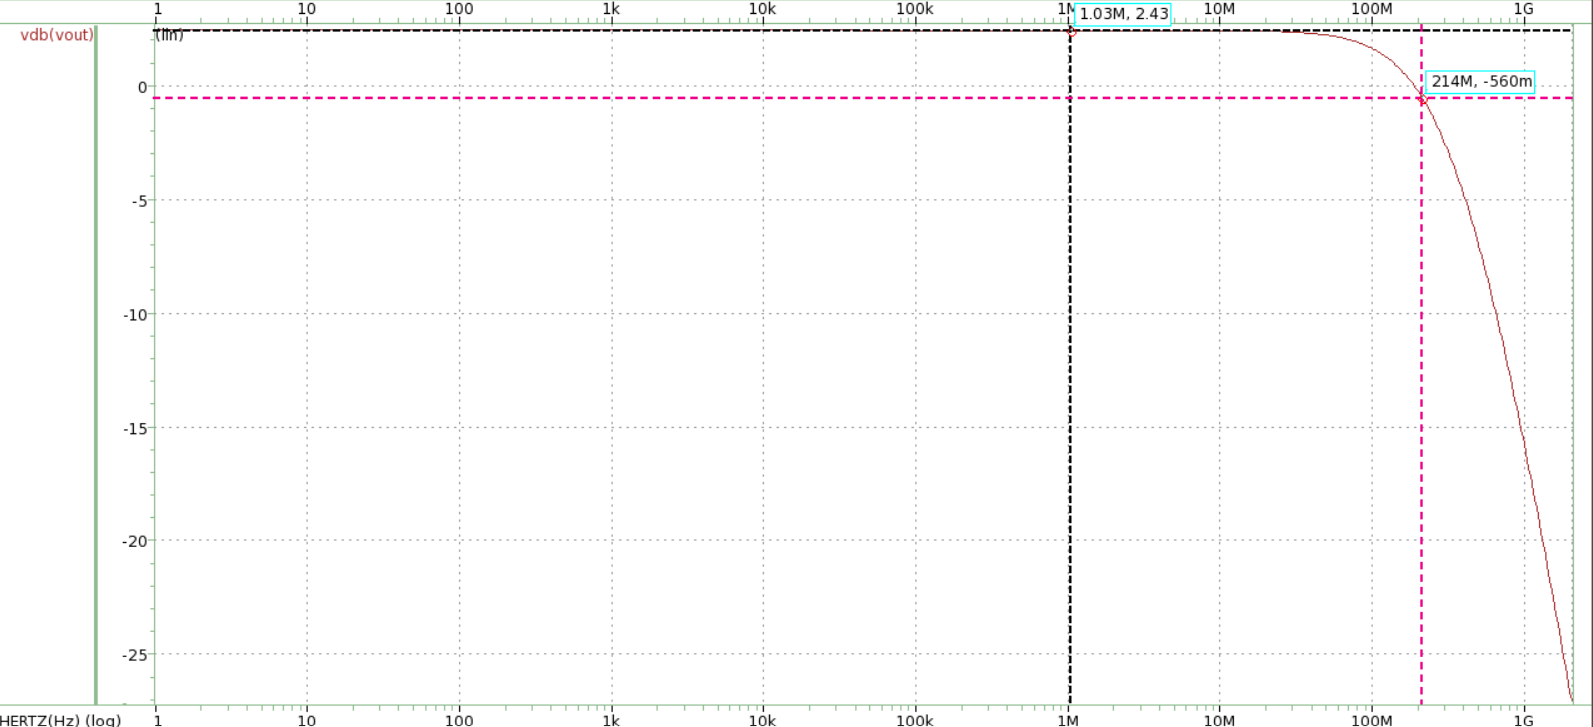 1 10 100 1k 10k 100k 1M 10M 100M 1G
1.03M, 2.43
vdb(vout) (lin)
214M, -560m
0
-5
-10
-15
-20
-25
HERTZ(Hz) (log) 1 10 100 1k 10k 100k 1M 10M 100M 1G